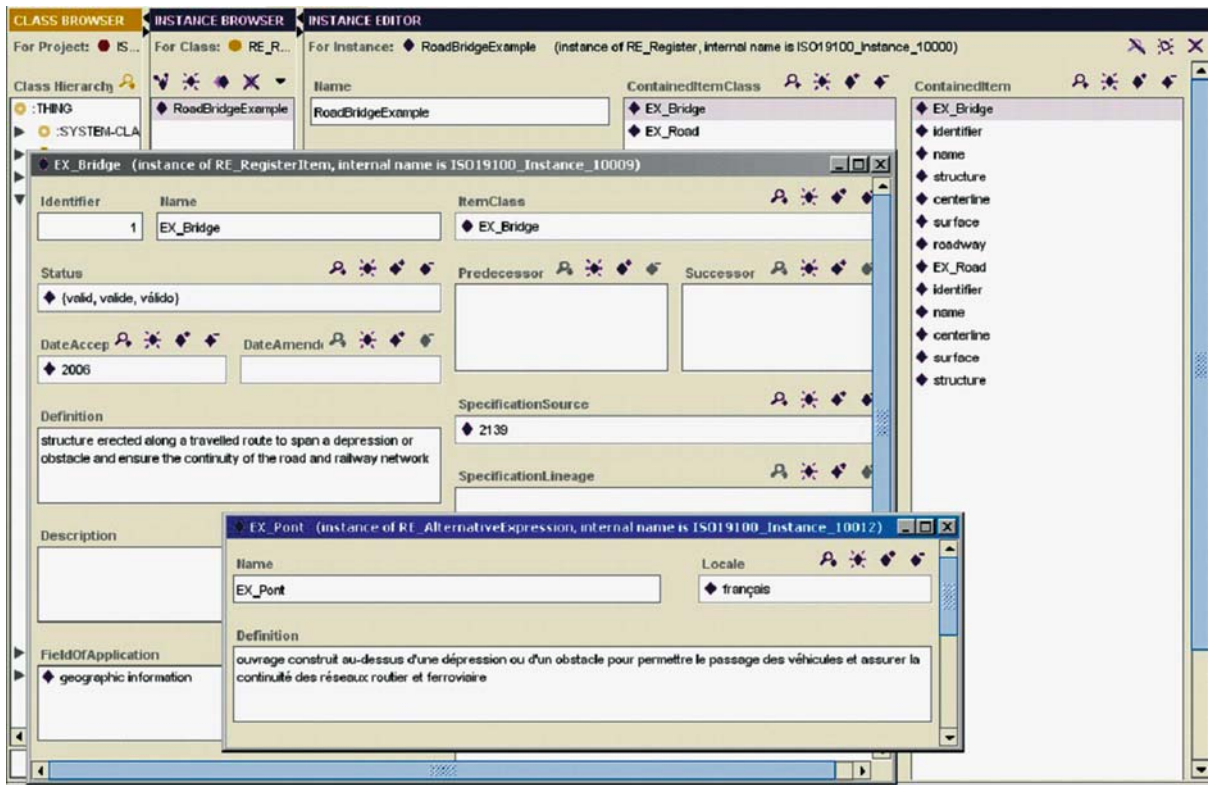 CLASS BROWSER
INSTANCE BROWSER
INSTANCE EDITOR
For Project: IS...
For Class: RE_R...
For Instance: RoadBridgeExample (instance of RE_Register, internal name is ISO19100_Instance_10000)
Class Hierarchy
Name
ContainedItemClass
ContainedItem
:THING
:SYSTEM-CLA
RoadBridgeExample
RoadBridgeExample
EX_Bridge
EX_Road
EX_Bridge
identifier
name
structure
centerline
surface
roadway
EX_Road
identifier
name
centerline
surface
structure
EX_Bridge (instance of RE_RegisterItem, internal name is ISO19100_Instance_10009)
Identifier
Name
ItemClass
1
EX_Bridge
EX_Bridge
Status
Predecessor
Successor
(valid, valide, válido)
DateAccep
DateAmende
2006
SpecificationSource
2139
Definition
structure erected along a travelled route to span a depression or
obstacle and ensure the continuity of the road and railway network
SpecificationLineage
Description
FieldOfApplication
geographic information
EX_Pont (instance of RE_AlternativeExpression, internal name is ISO19100_Instance_10012)
Name
Locale
EX_Pont
français
Definition
ouvrage construit au-dessus d'une dépression ou d'un obstacle pour permettre le passage des véhicules et assurer la
continuité des réseaux routier et ferroviaire